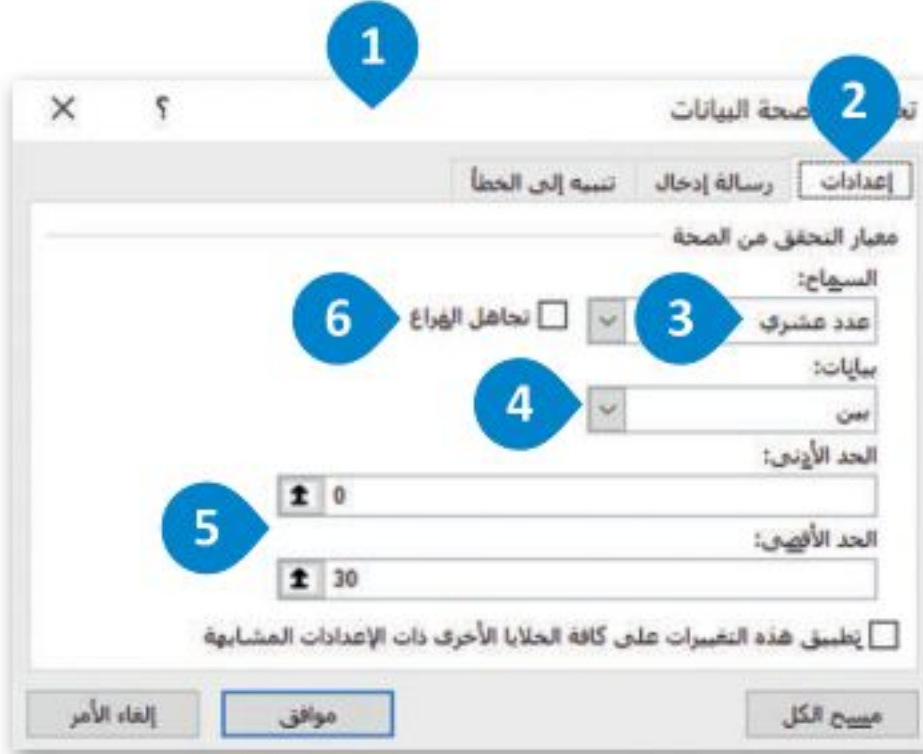 1
2
صحة البيانات ؟ ×
إعدادات رسالة إدخال تنبيه إلى الخطأ
معيار التحقق من الصحة
السماح:
عدد عشري 3 تجاهل الفراغ 6
بيانات:
بين 4
الحد الأدنى:
0
5
الحد الأقصى:
30
تطبيق هذه التغييرات على كافة الخلايا الأخرى ذات الإعدادات المشابهة
مسح الكل موافق إلغاء الأمر